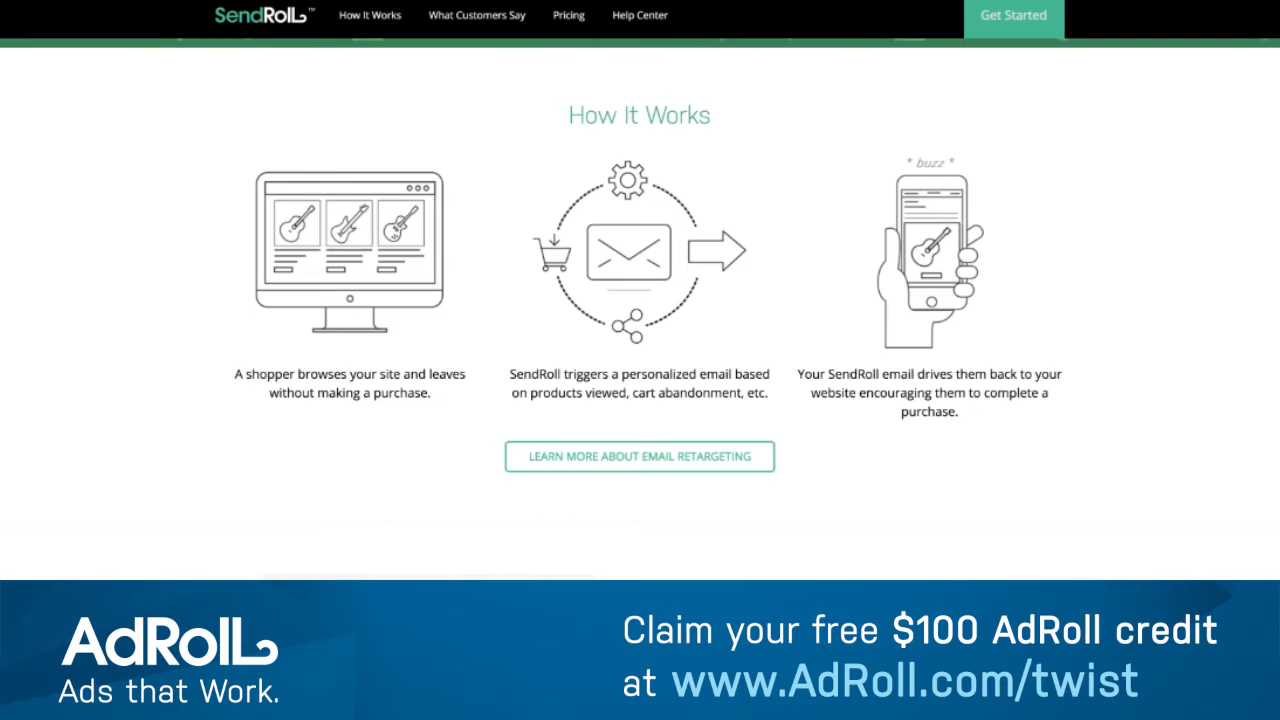 SendRoll™ How It Works What Customers Say Pricing Help Center Get Started
How It Works
* buzz *
A shopper browses your site and leaves
without making a purchase.
SendRoll triggers a personalized email based
on products viewed, cart abandonment, etc.
Your SendRoll email drives them back to your
website encouraging them to complete a
purchase.
LEARN MORE ABOUT EMAIL RETARGETING
AdRoll
Ads that Work.
Claim your free $100 AdRoll credit
at www.AdRoll.com/twist